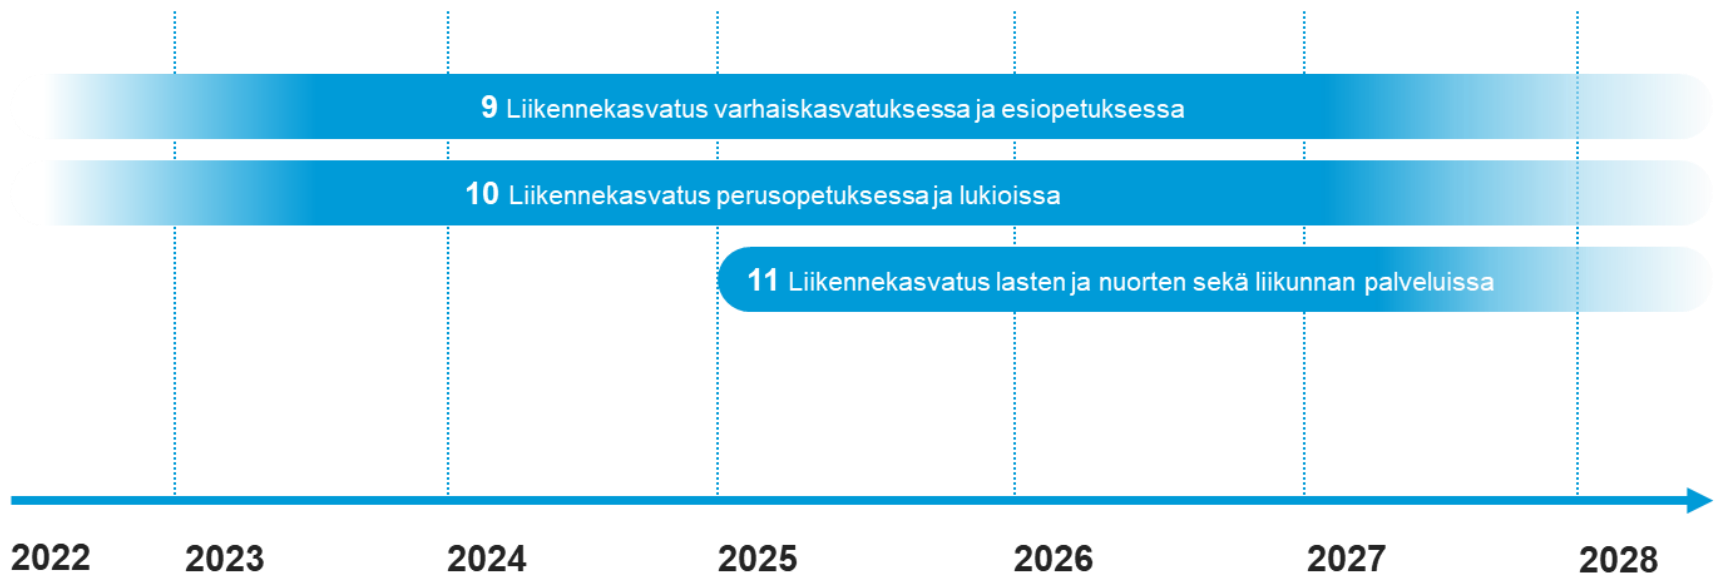 9 Liikennekasvatus varhaiskasvatuksessa ja esiopetuksessa
10 Liikennekasvatus perusopetuksessa ja lukioissa
11 Liikennekasvatus lasten ja nuorten sekä liikunnan palveluissa
2022 2023 2024 2025 2026 2027 2028